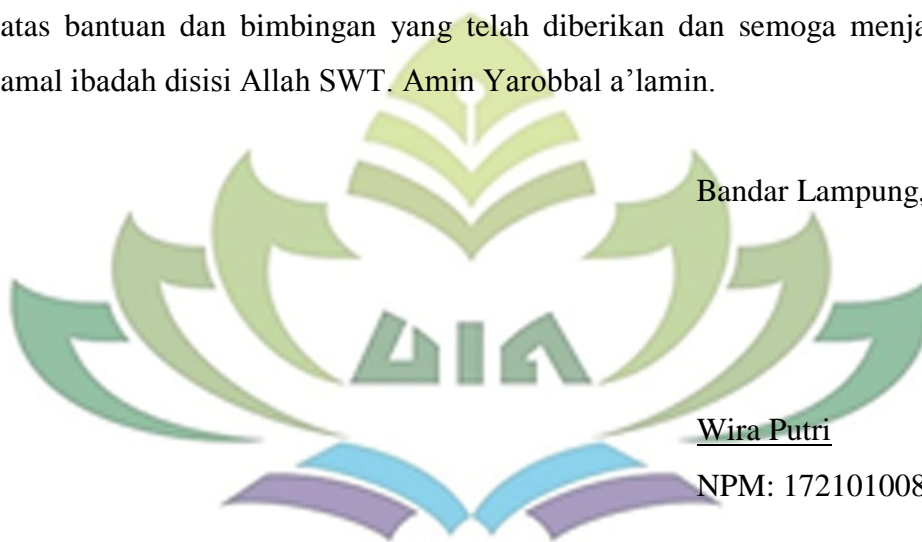 atas bantuan dan bimbingan yang telah diberikan dan semoga
amal ibadah disisi Allah SWT. Amin Yarobbal a’lamin.
Bandar Lampung,
UIN
Wira Putri
NPM: 172101008